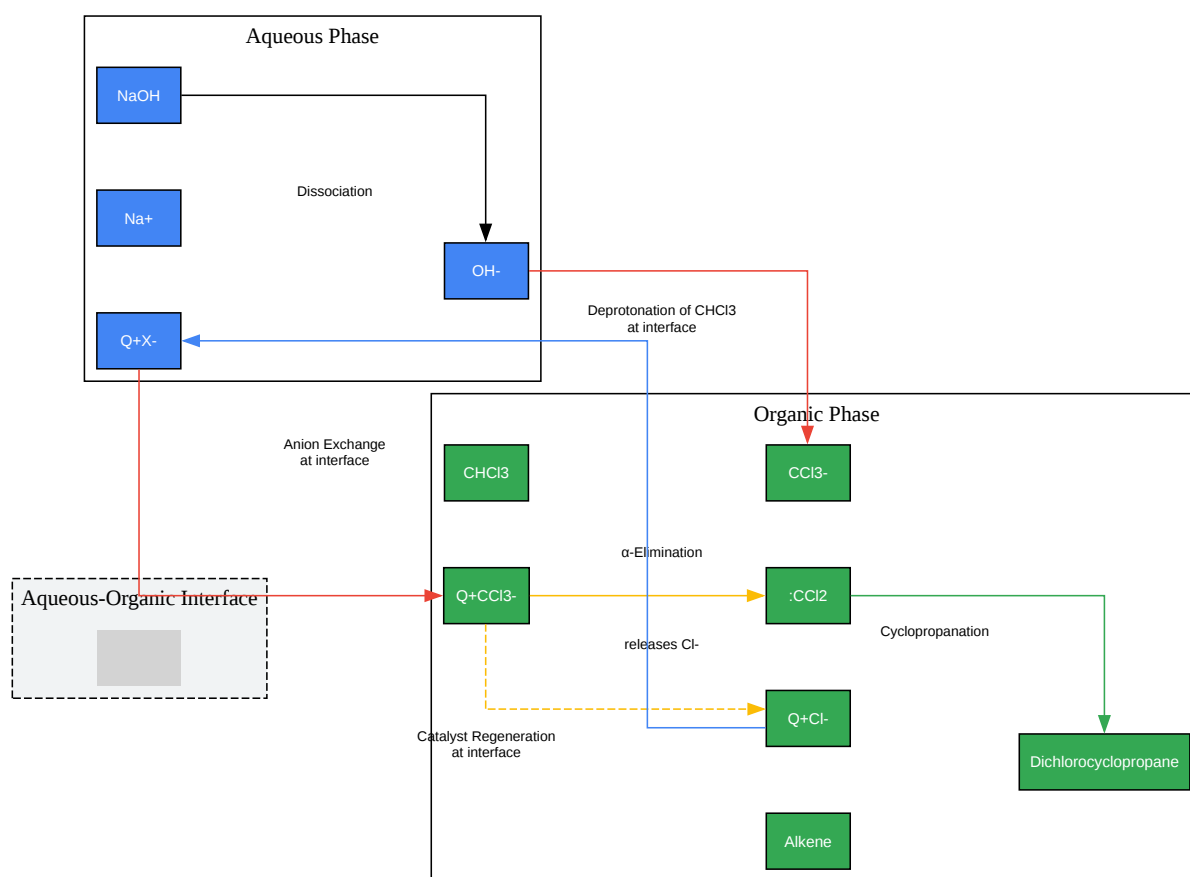 Aqueous Phase
NaOH
Dissociation
Na+
OH-
Q+X-
Deprotonation of CHCl3
at interface
Organic Phase
Anion Exchange
at interface
CHCl3
CCl3-
α-Elimination
Aqueous-Organic Interface
Q+CCl3-
:CCl2
Cyclopropanation
releases Cl-
Q+Cl-
Catalyst Regeneration
at interface
Dichlorocyclopropane
Alkene